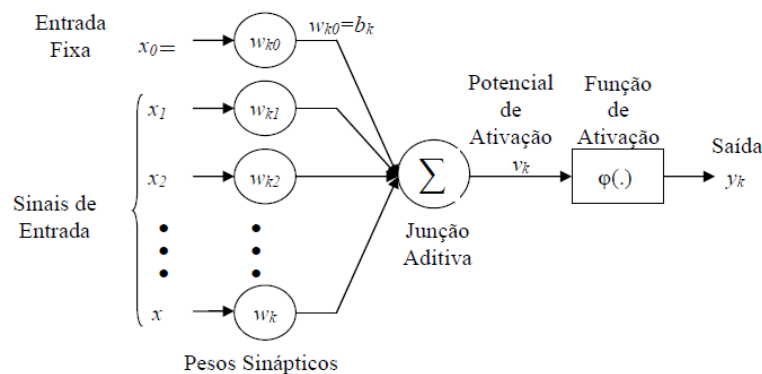 Entrada
Fixa
x0=
wk0
wk0=bk
Sinais de
Entrada
x1
wk1
x2
wk2
x
wk
Pesos Sinápticos
∑
Junção
Aditiva
Potencial
de
Ativação
vk
Função
de
Ativação
φ(.)
Saída
yk